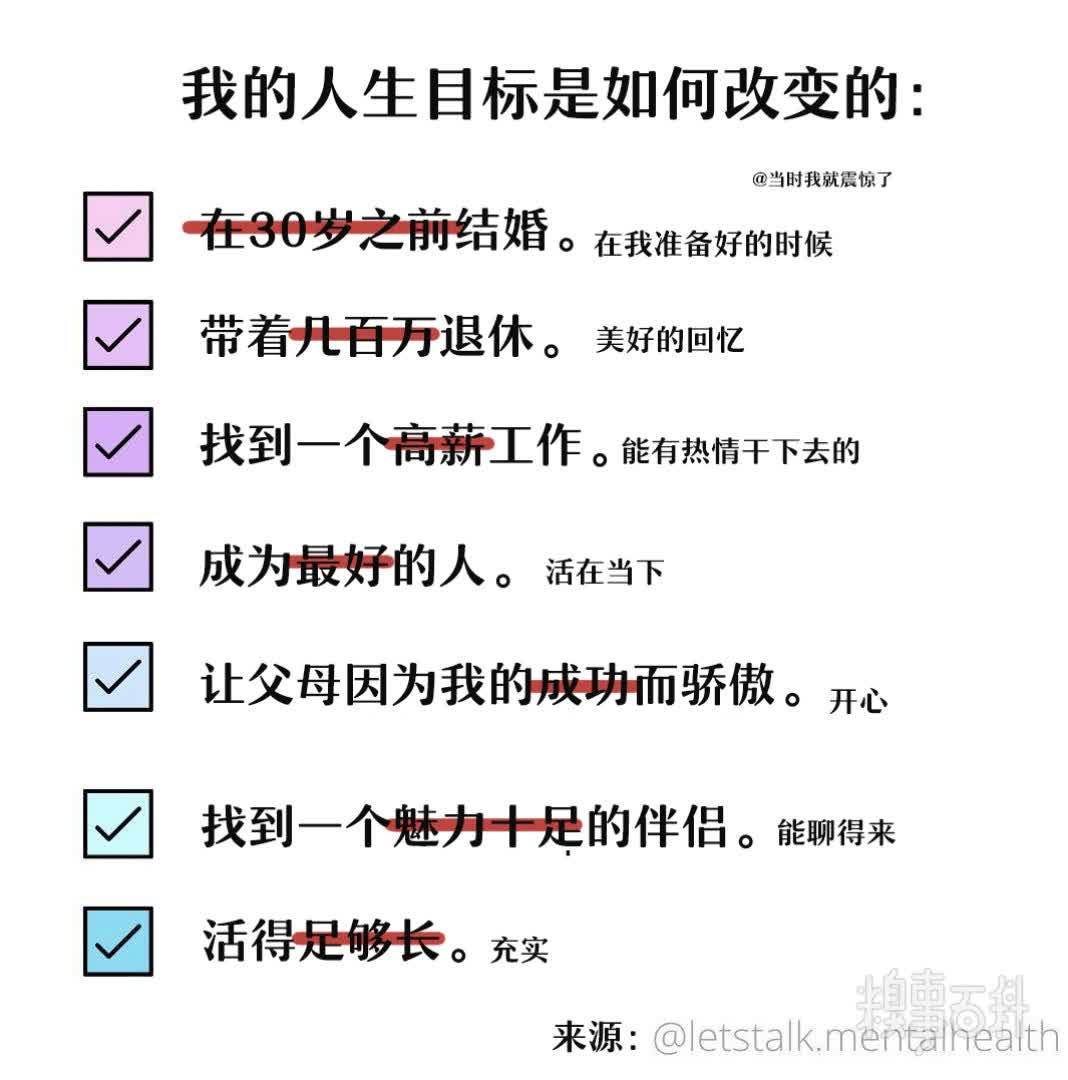 我的人生目标是如何改变的：
@当时我就震惊了
在30岁之前结婚。在我准备好的时候
带着几百万退休。美好的回忆
找到一个高薪工作。能有热情干下去的
成为最好的人。活在当下
让父母因为我的成功而骄傲。开心
找到一个魅力十足的伴侣。能聊得来
活得足够长。充实
糗事百科
来源：@letstalk.mentalhealth